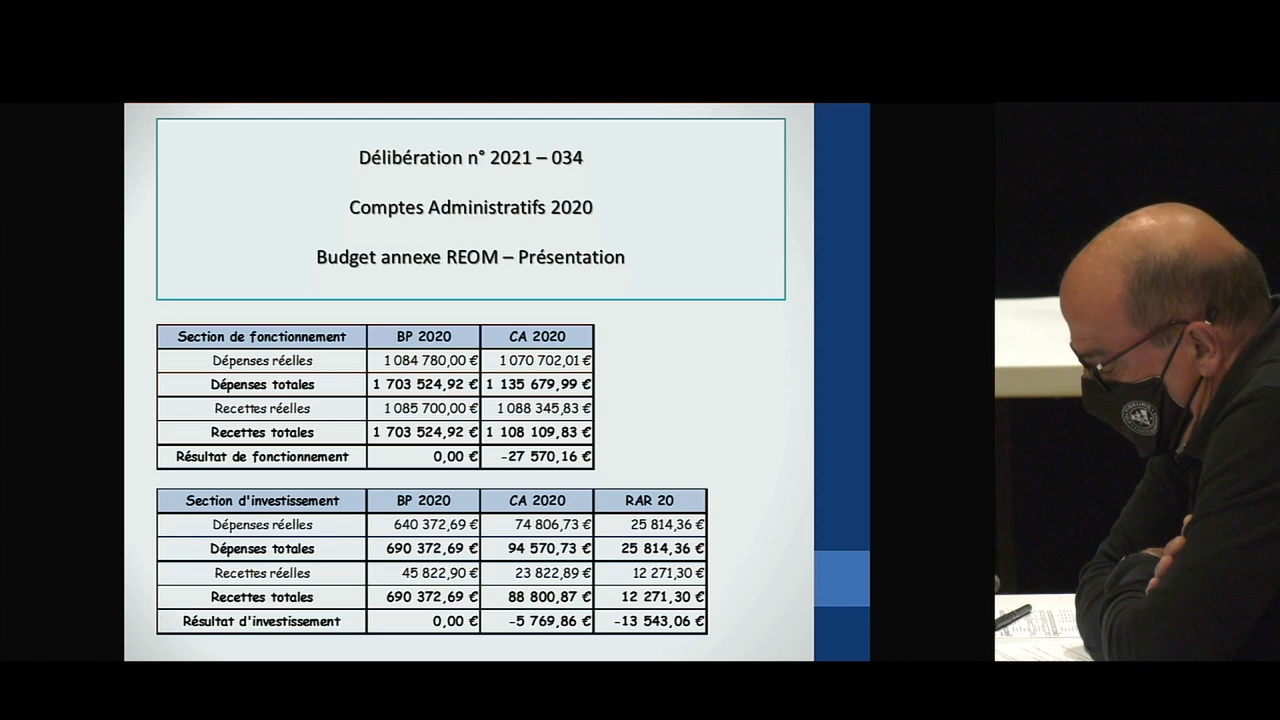 Délibération n° 2021 – 034
Comptes Administratifs 2020
Budget annexe REOM – Présentation
Section de fonctionnement BP 2020 CA 2020
Dépenses réelles 1 084 780,00 € 1 070 702,01 €
Dépenses totales 1 703 524,92 € 1 135 679,99 €
Recettes réelles 1 085 700,00 € 1 088 345,83 €
Recettes totales 1 703 524,92 € 1 108 109,83 €
Résultat de fonctionnement 0,00 € -27 570,16 €
Section d'investissement BP 2020 CA 2020 RAR 20
Dépenses réelles 640 372,69 € 74 806,73 € 25 814,36 €
Dépenses totales 690 372,69 € 94 570,73 € 25 814,36 €
Recettes réelles 45 822,90 € 23 822,89 € 12 271,30 €
Recettes totales 690 372,69 € 88 800,87 € 12 271,30 €
Résultat d'investissement 0,00 € -5 769,86 € -13 543,06 €